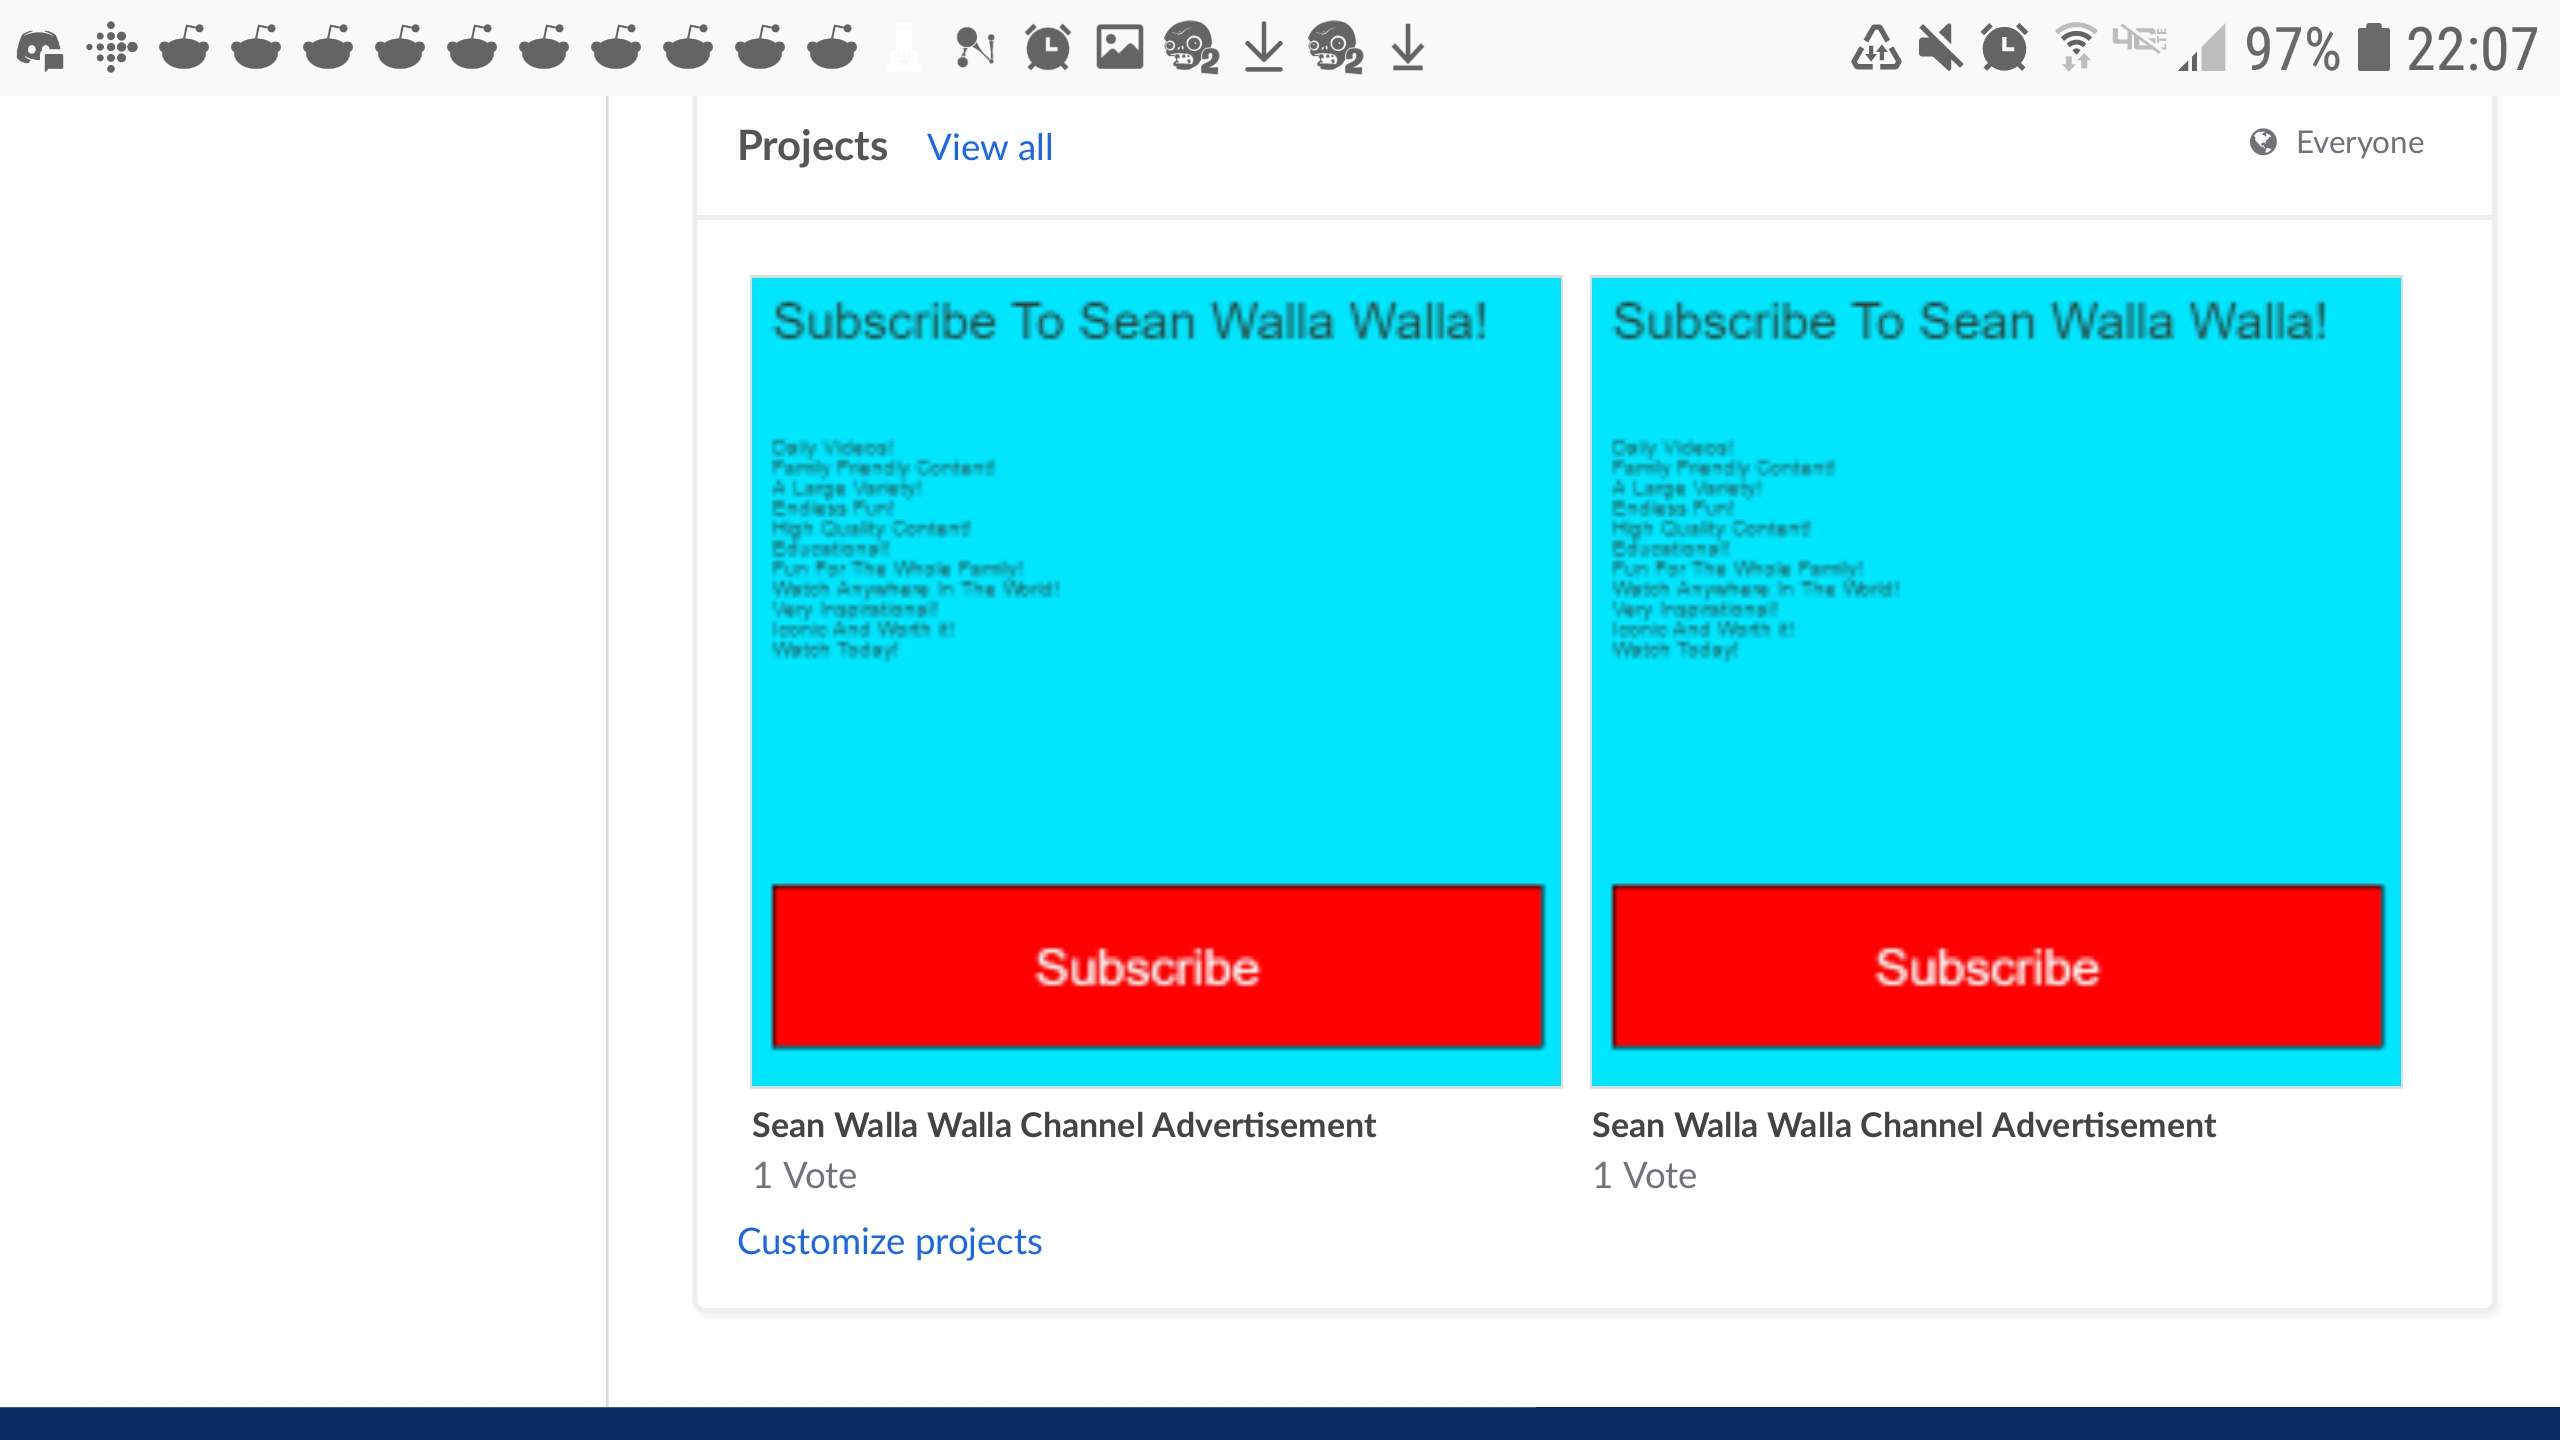 97% 22:07
Projects View all Everyone
Subscribe To Sean Walla Walla!
Daily Videos!
Family Friendly Content!
A Large Variety!
Endless Fun!
High Quality Content!
Educational!
Fun For The Whole Family!
Watch Anywhere In The World!
Very Inspirational!
Iconic And Worth it!
Watch Today!
Subscribe
Sean Walla Walla Channel Advertisement
1 Vote
Subscribe To Sean Walla Walla!
Daily Videos!
Family Friendly Content!
A Large Variety!
Endless Fun!
High Quality Content!
Educational!
Fun For The Whole Family!
Watch Anywhere In The World!
Very Inspirational!
Iconic And Worth it!
Watch Today!
Subscribe
Sean Walla Walla Channel Advertisement
1 Vote
Customize projects